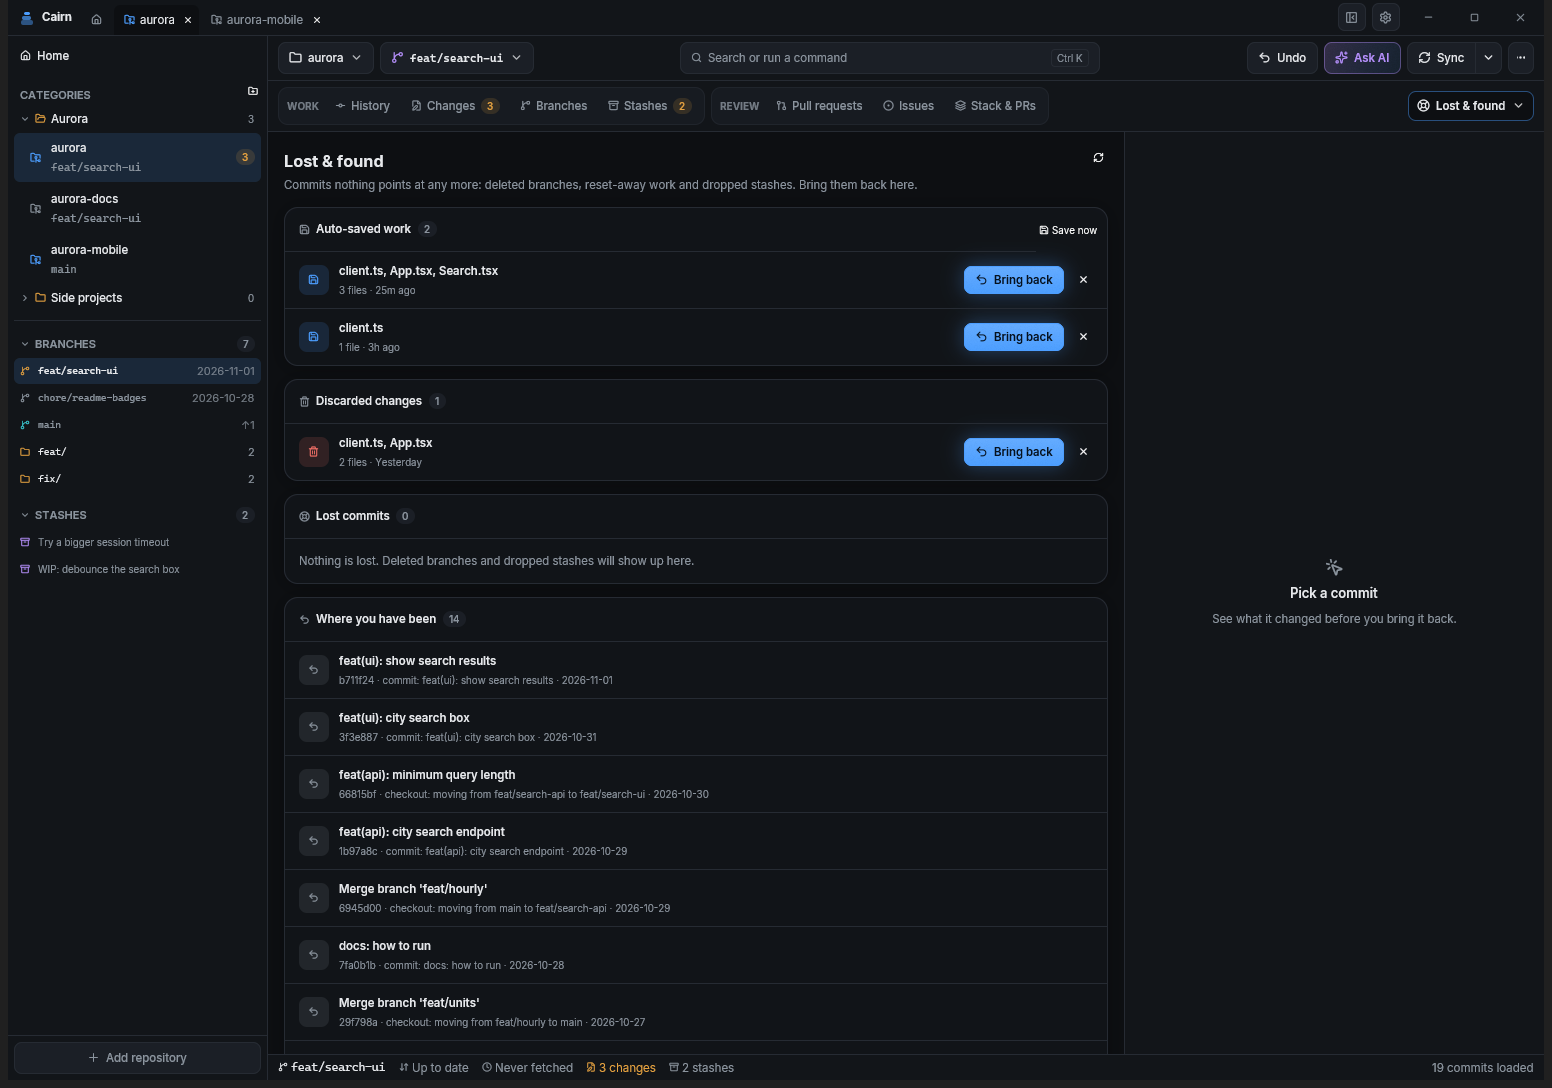 Cairn
aurora
aurora-mobile
Home
aurora
feat/search-ui
Search or run a command
Ctrl K
Undo
Ask AI
Sync
CATEGORIES
Aurora
3
aurora
feat/search-ui
3
aurora-docs
feat/search-ui
aurora-mobile
main
Side projects
0
BRANCHES
7
feat/search-ui
2026-11-01
chore/readme-badges
2026-10-28
main
↑1
feat/
2
fix/
2
STASHES
2
Try a bigger session timeout
WIP: debounce the search box
Add repository
WORK
History
Changes
3
Branches
Stashes
2
REVIEW
Pull requests
Issues
Stack & PRs
Lost & found
Lost & found
Commits nothing points at any more: deleted branches, reset-away work and dropped stashes. Bring them back here.
Auto-saved work
2
Save now
client.ts, App.tsx, Search.tsx
3 files · 25m ago
Bring back
client.ts
1 file · 3h ago
Bring back
Discarded changes
1
client.ts, App.tsx
2 files · Yesterday
Bring back
Lost commits
0
Nothing is lost. Deleted branches and dropped stashes will show up here.
Where you have been
14
feat(ui): show search results
b711f24 · commit: feat(ui): show search results · 2026-11-01
feat(ui): city search box
3f3e887 · commit: feat(ui): city search box · 2026-10-31
feat(api): minimum query length
66815bf · checkout: moving from feat/search-api to feat/search-ui · 2026-10-30
feat(api): city search endpoint
1b97a8c · commit: feat(api): city search endpoint · 2026-10-29
Merge branch 'feat/hourly'
6945d00 · checkout: moving from main to feat/search-api · 2026-10-29
docs: how to run
7fa0b1b · commit: docs: how to run · 2026-10-28
Merge branch 'feat/units'
29f798a · checkout: moving from feat/hourly to main · 2026-10-27
Pick a commit
See what it changed before you bring it back.
feat/search-ui
Up to date
Never fetched
3 changes
2 stashes
19 commits loaded